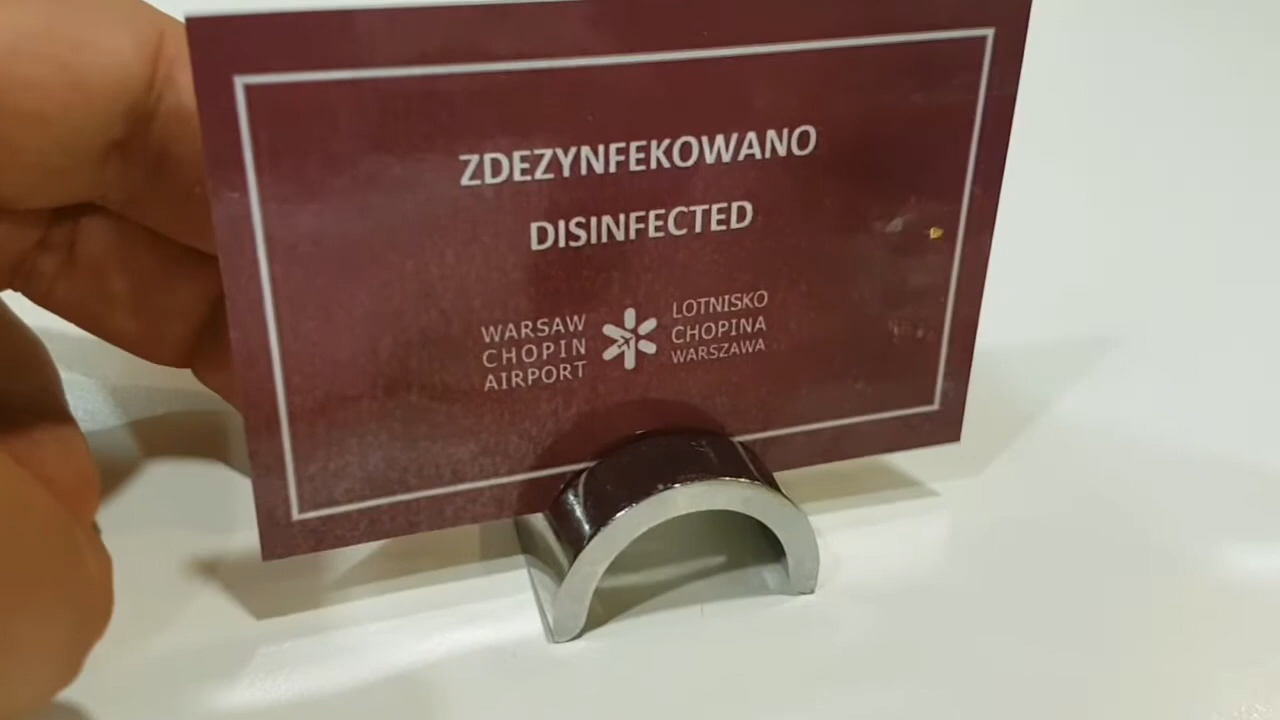 ZDEZYNFEKOWANO
DISINFECTED
WARSAW
CHOPIN
AIRPORT
LOTNISKO
CHOPINA
WARSZAWA